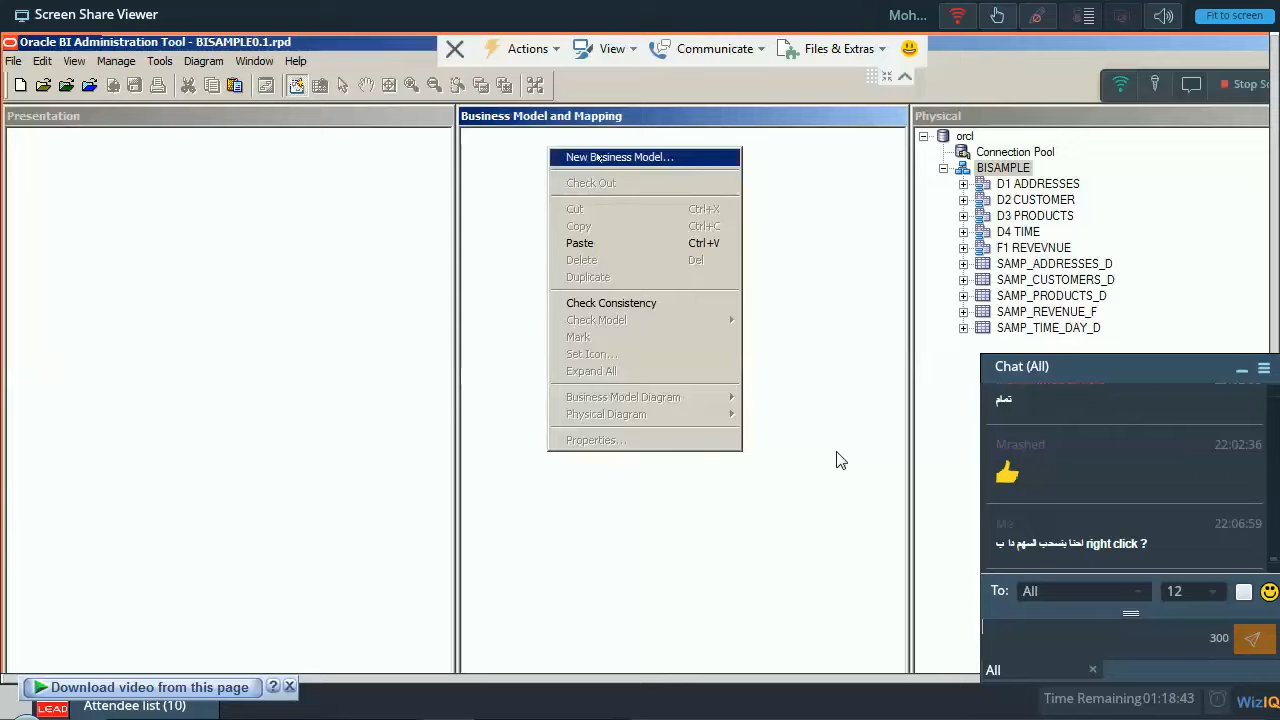 Screen Share Viewer
Moh...
Fit to screen
Oracle BI Administration Tool - BISAMPLE0.1.rpd
Actions
View
Communicate
Files & Extras
File Edit View Manage Tools Diagram Window Help
Stop Sc
Presentation
Business Model and Mapping
Physical
New Business Model...
Check Out
Cut Ctrl+X
Copy Ctrl+C
Paste Ctrl+V
Delete Del
Duplicate
Check Consistency
Check Model
Mark
Set Icon...
Expand All
Business Model Diagram
Physical Diagram
Properties...
orcl
Connection Pool
BISAMPLE
D1 ADDRESSES
D2 CUSTOMER
D3 PRODUCTS
D4 TIME
F1 REVEVNUE
SAMP_ADDRESSES_D
SAMP_CUSTOMERS_D
SAMP_PRODUCTS_D
SAMP_REVENUE_F
SAMP_TIME_DAY_D
Chat (All)
تمام
Mrashed 22:02:36
Me 22:06:59
احنا بنسحب السهم دا ب right click ?
To: All 12
300
All
Download video from this page
?
LEAD
Attendee list (10)
Time Remaining 01:18:43
WizIQ